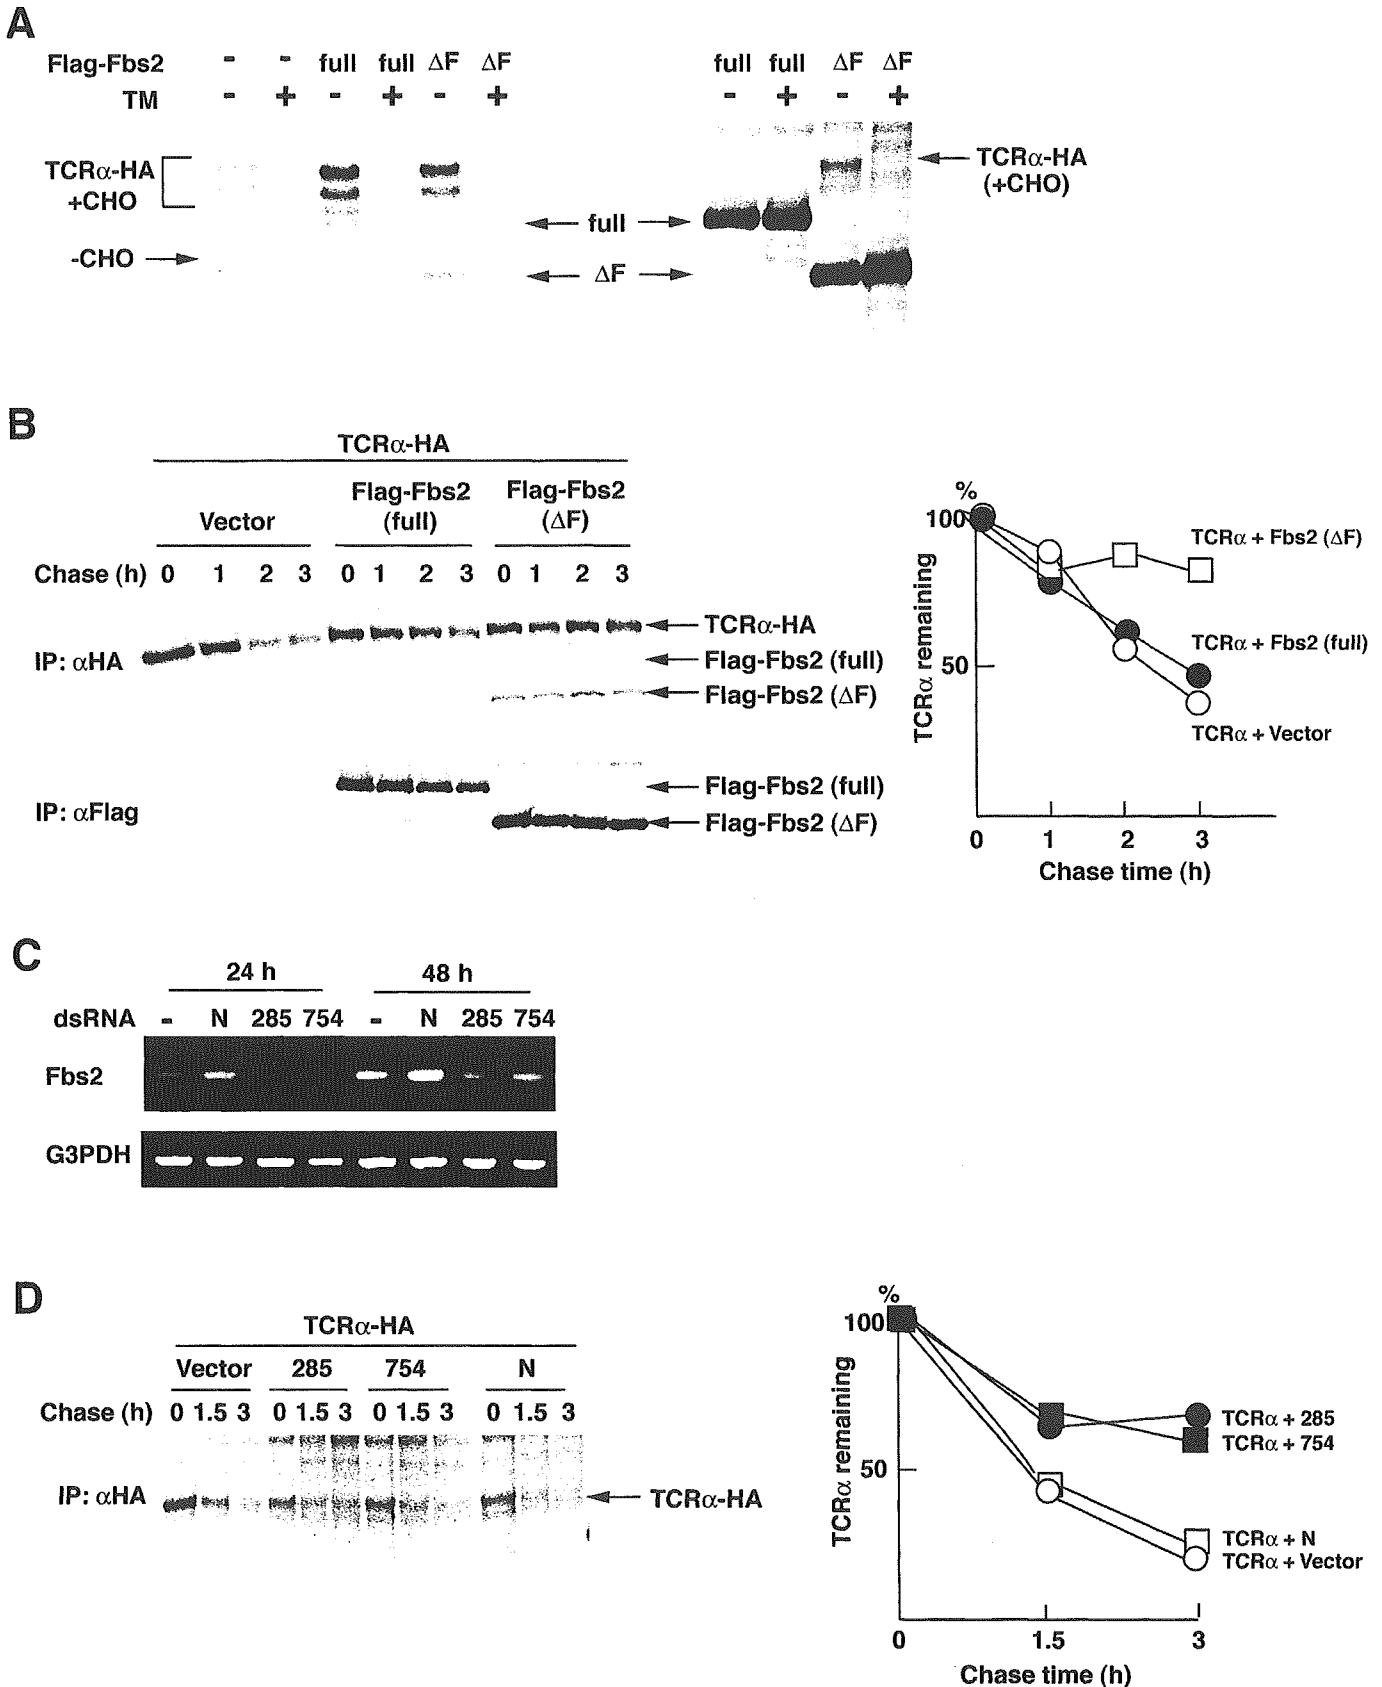 A
Flag-Fbs2 - - full full ΔF ΔF full full ΔF ΔF
TM - + - + - + - + - +
TCRα-HA
+CHO
-CHO
full
ΔF
TCRα-HA
(+CHO)
B
TCRα-HA
Vector
Flag-Fbs2
(full)
Flag-Fbs2
(ΔF)
Chase (h) 0 1 2 3 0 1 2 3 0 1 2 3
IP: αHA
TCRα-HA
Flag-Fbs2 (full)
Flag-Fbs2 (ΔF)
IP: αFlag
Flag-Fbs2 (full)
Flag-Fbs2 (ΔF)
%
100
50
TCRα remaining
TCRα + Fbs2 (ΔF)
TCRα + Fbs2 (full)
TCRα + Vector
0 1 2 3
Chase time (h)
C
24 h 48 h
dsRNA - N 285 754 - N 285 754
Fbs2
G3PDH
D
TCRα-HA
Vector 285 754 N
Chase (h) 0 1.5 3 0 1.5 3 0 1.5 3 0 1.5 3
IP: αHA
TCRα-HA
%
100
50
TCRα remaining
TCRα + 285
TCRα + 754
TCRα + N
TCRα + Vector
0 1.5 3
Chase time (h)